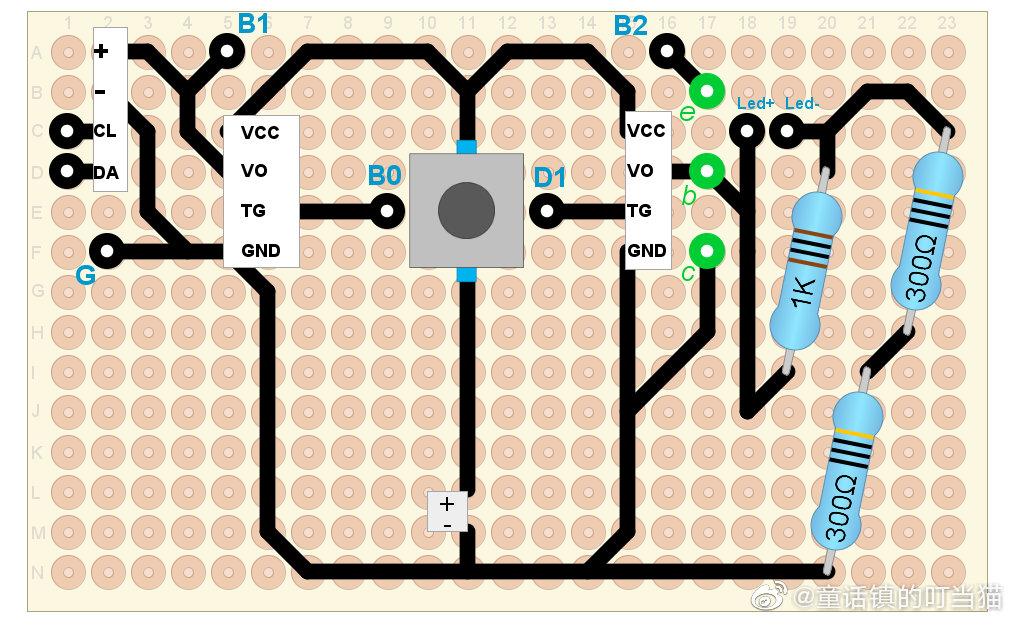 1 2 3 4 5 6 7 8 9 10 11 12 13 14 15 16 17 18 19 20 21 22 23
A
B
C
D
E
F
G
H
I
J
K
L
M
N
B1
B2
+
-
CL
DA
G
VCC
VO
TG
GND
B0
D1
VCC
VO
TG
GND
e
b
c
Led+ Led-
1K
300Ω
300Ω
+
-
@童话镇的叮当猫